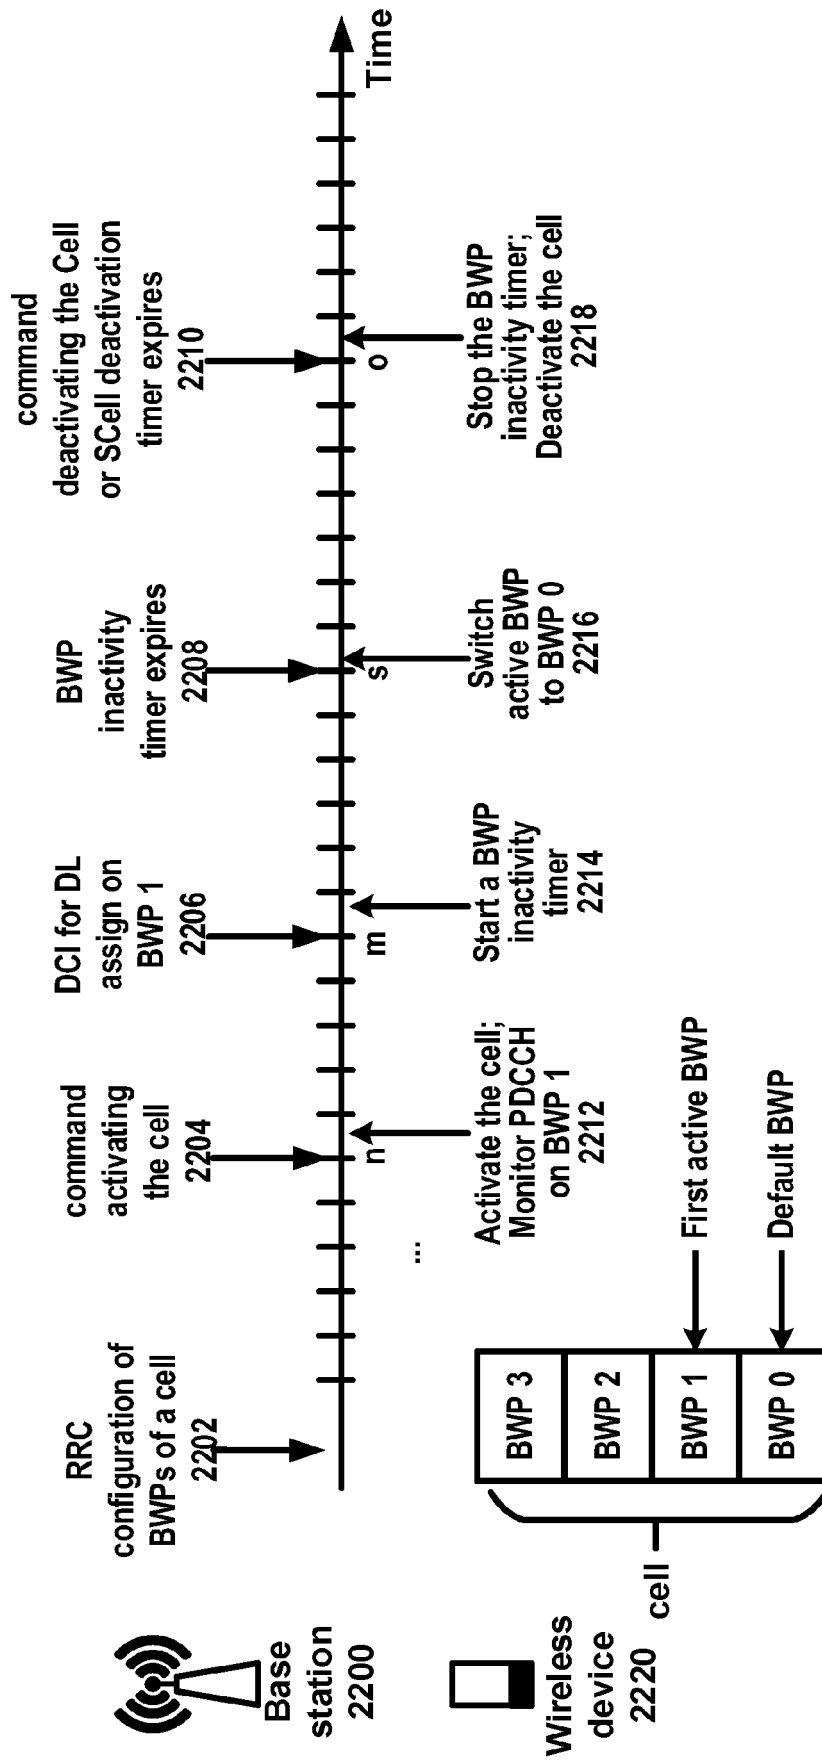 Base
station
2200
RRC
configuration of
BWPs of a cell
2202
command
activating
the cell
2204
DCI for DL
assign on
BWP 1
2206
BWP
inactivity
timer expires
2208
command
deactivating the Cell
or SCell deactivation
timer expires
2210
n
m
s
o
Time
...
Wireless
device
2220
Activate the cell;
Monitor PDCCH
on BWP 1
2212
Start a BWP
inactivity
timer
2214
Switch
active BWP
to BWP 0
2216
Stop the BWP
inactivity timer;
Deactivate the cell
2218
cell
BWP 3
BWP 2
BWP 1
First active BWP
BWP 0
Default BWP